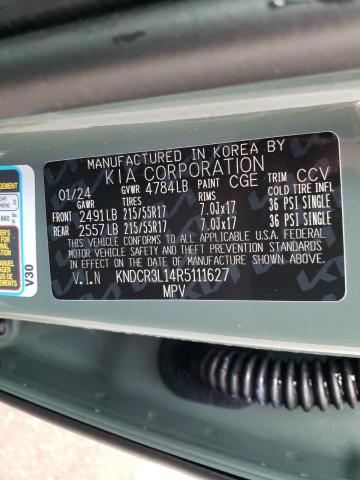 MANUFACTURED IN KOREA BY
KIA CORPORATION
01/24 GVWR 4784LB PAINT CGE TRIM CCV
GAWR TIRES RIMS COLD TIRE INFL
FRONT 2491LB 215/55R17 7.0Jx17 36 PSI SINGLE
REAR 2557LB 215/55R17 7.0Jx17 36 PSI SINGLE
THIS VEHICLE CONFORMS TO ALL APPLICABLE U.S.A. FEDERAL
MOTOR VEHICLE SAFETY AND THEFT PREVENTION STANDARDS IN
EFFECT ON THE DATE OF MANUFACTURE SHOWN ABOVE.
V.I.N KNDCR3L14R5111627
MPV
V30
860